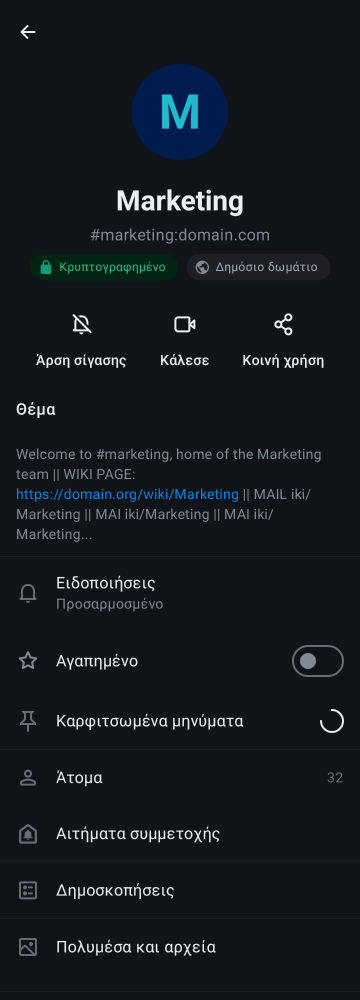 M
Marketing
#marketing:domain.com
Κρυπτογραφημένο Δημόσιο δωμάτιο
Άρση σίγασης Κάλεσε Κοινή χρήση
Θέμα
Welcome to #marketing, home of the Marketing
team || WIKI PAGE:
https://domain.org/wiki/Marketing || MAIL iki/
Marketing || MAI iki/Marketing || MAI iki/
Marketing...
Ειδοποιήσεις
Προσαρμοσμένο
Αγαπημένο
Καρφιτσωμένα μηνύματα
Άτομα 32
Αιτήματα συμμετοχής
Δημοσκοπήσεις
Πολυμέσα και αρχεία